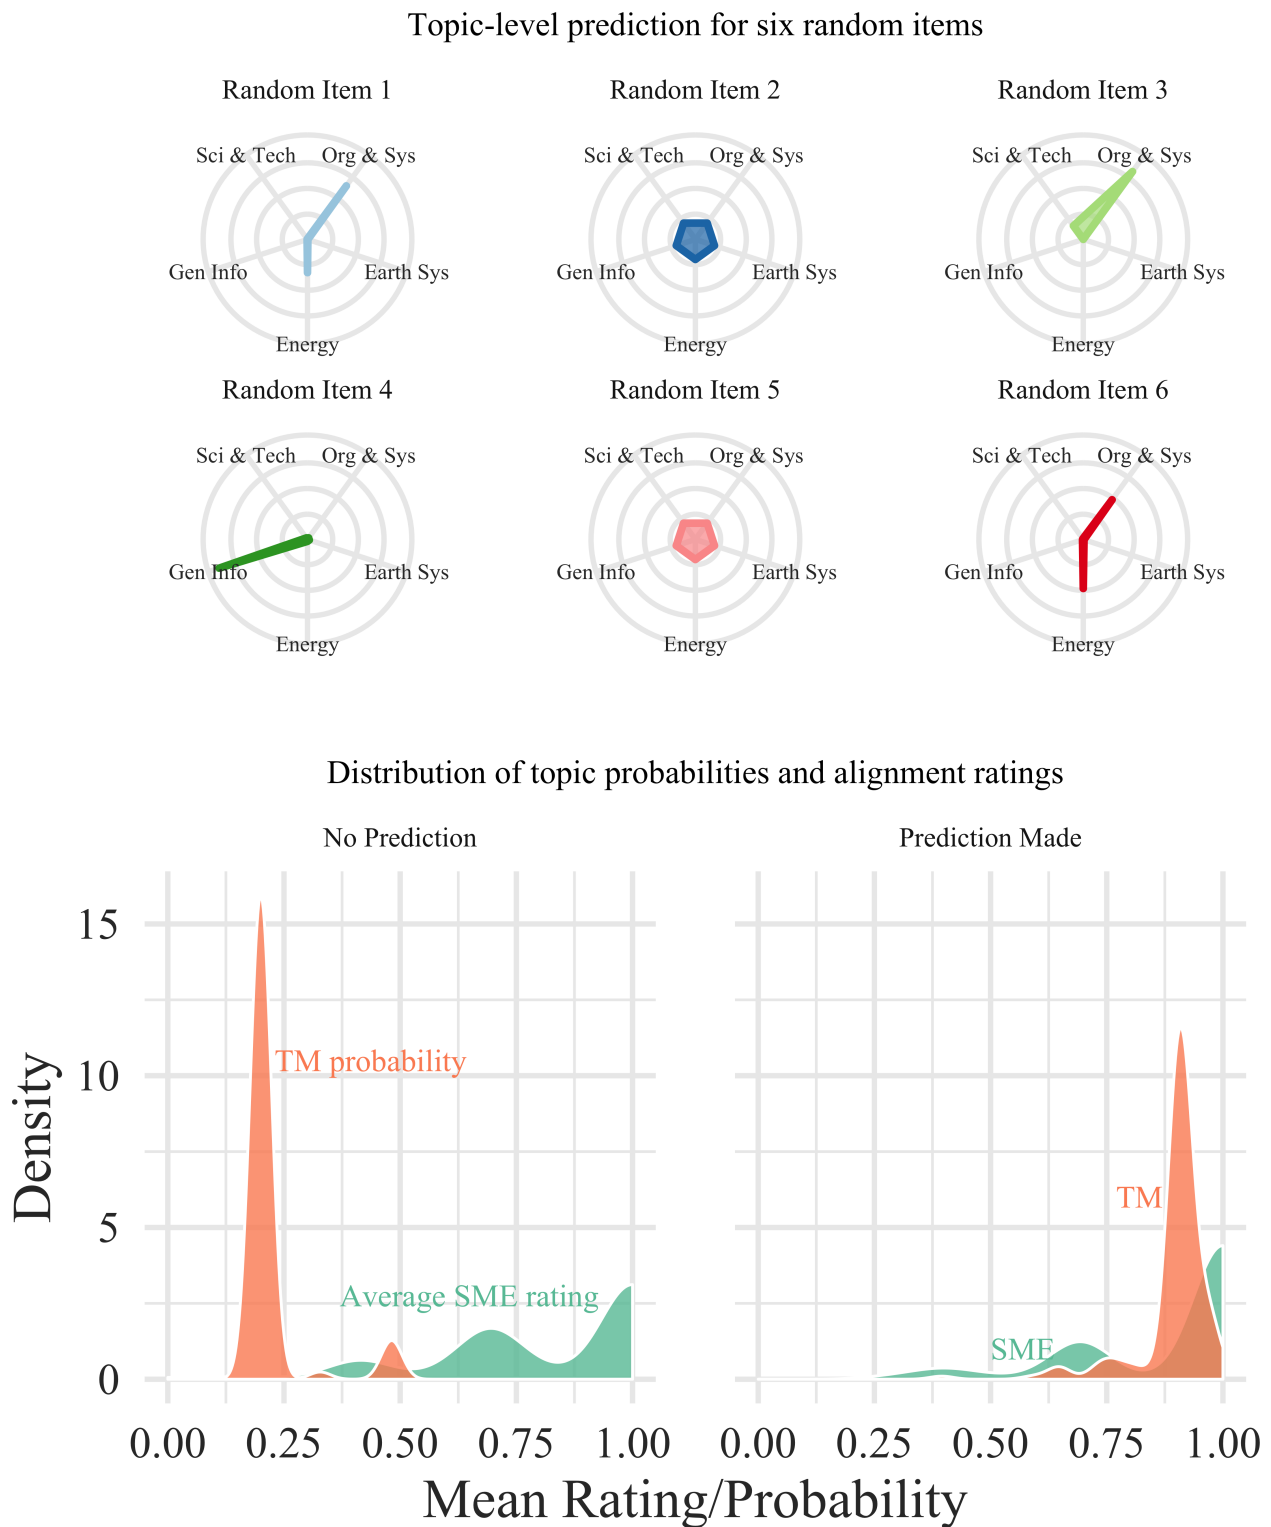 Topic-level prediction for six random items
Random Item 1 Random Item 2 Random Item 3
Sci & Tech Org & Sys Sci & Tech Org & Sys Sci & Tech Org & Sys
Gen Info Earth Sys Gen Info Earth Sys Gen Info Earth Sys
Energy Energy Energy
Random Item 4 Random Item 5 Random Item 6
Sci & Tech Org & Sys Sci & Tech Org & Sys Sci & Tech Org & Sys
Gen Info Earth Sys Gen Info Earth Sys Gen Info Earth Sys
Energy Energy Energy
Distribution of topic probabilities and alignment ratings
No Prediction Prediction Made
15
TM probability
10
Density
TM
5
Average SME rating
SME
0
0.00 0.25 0.50 0.75 1.00 0.00 0.25 0.50 0.75 1.00
Mean Rating/Probability